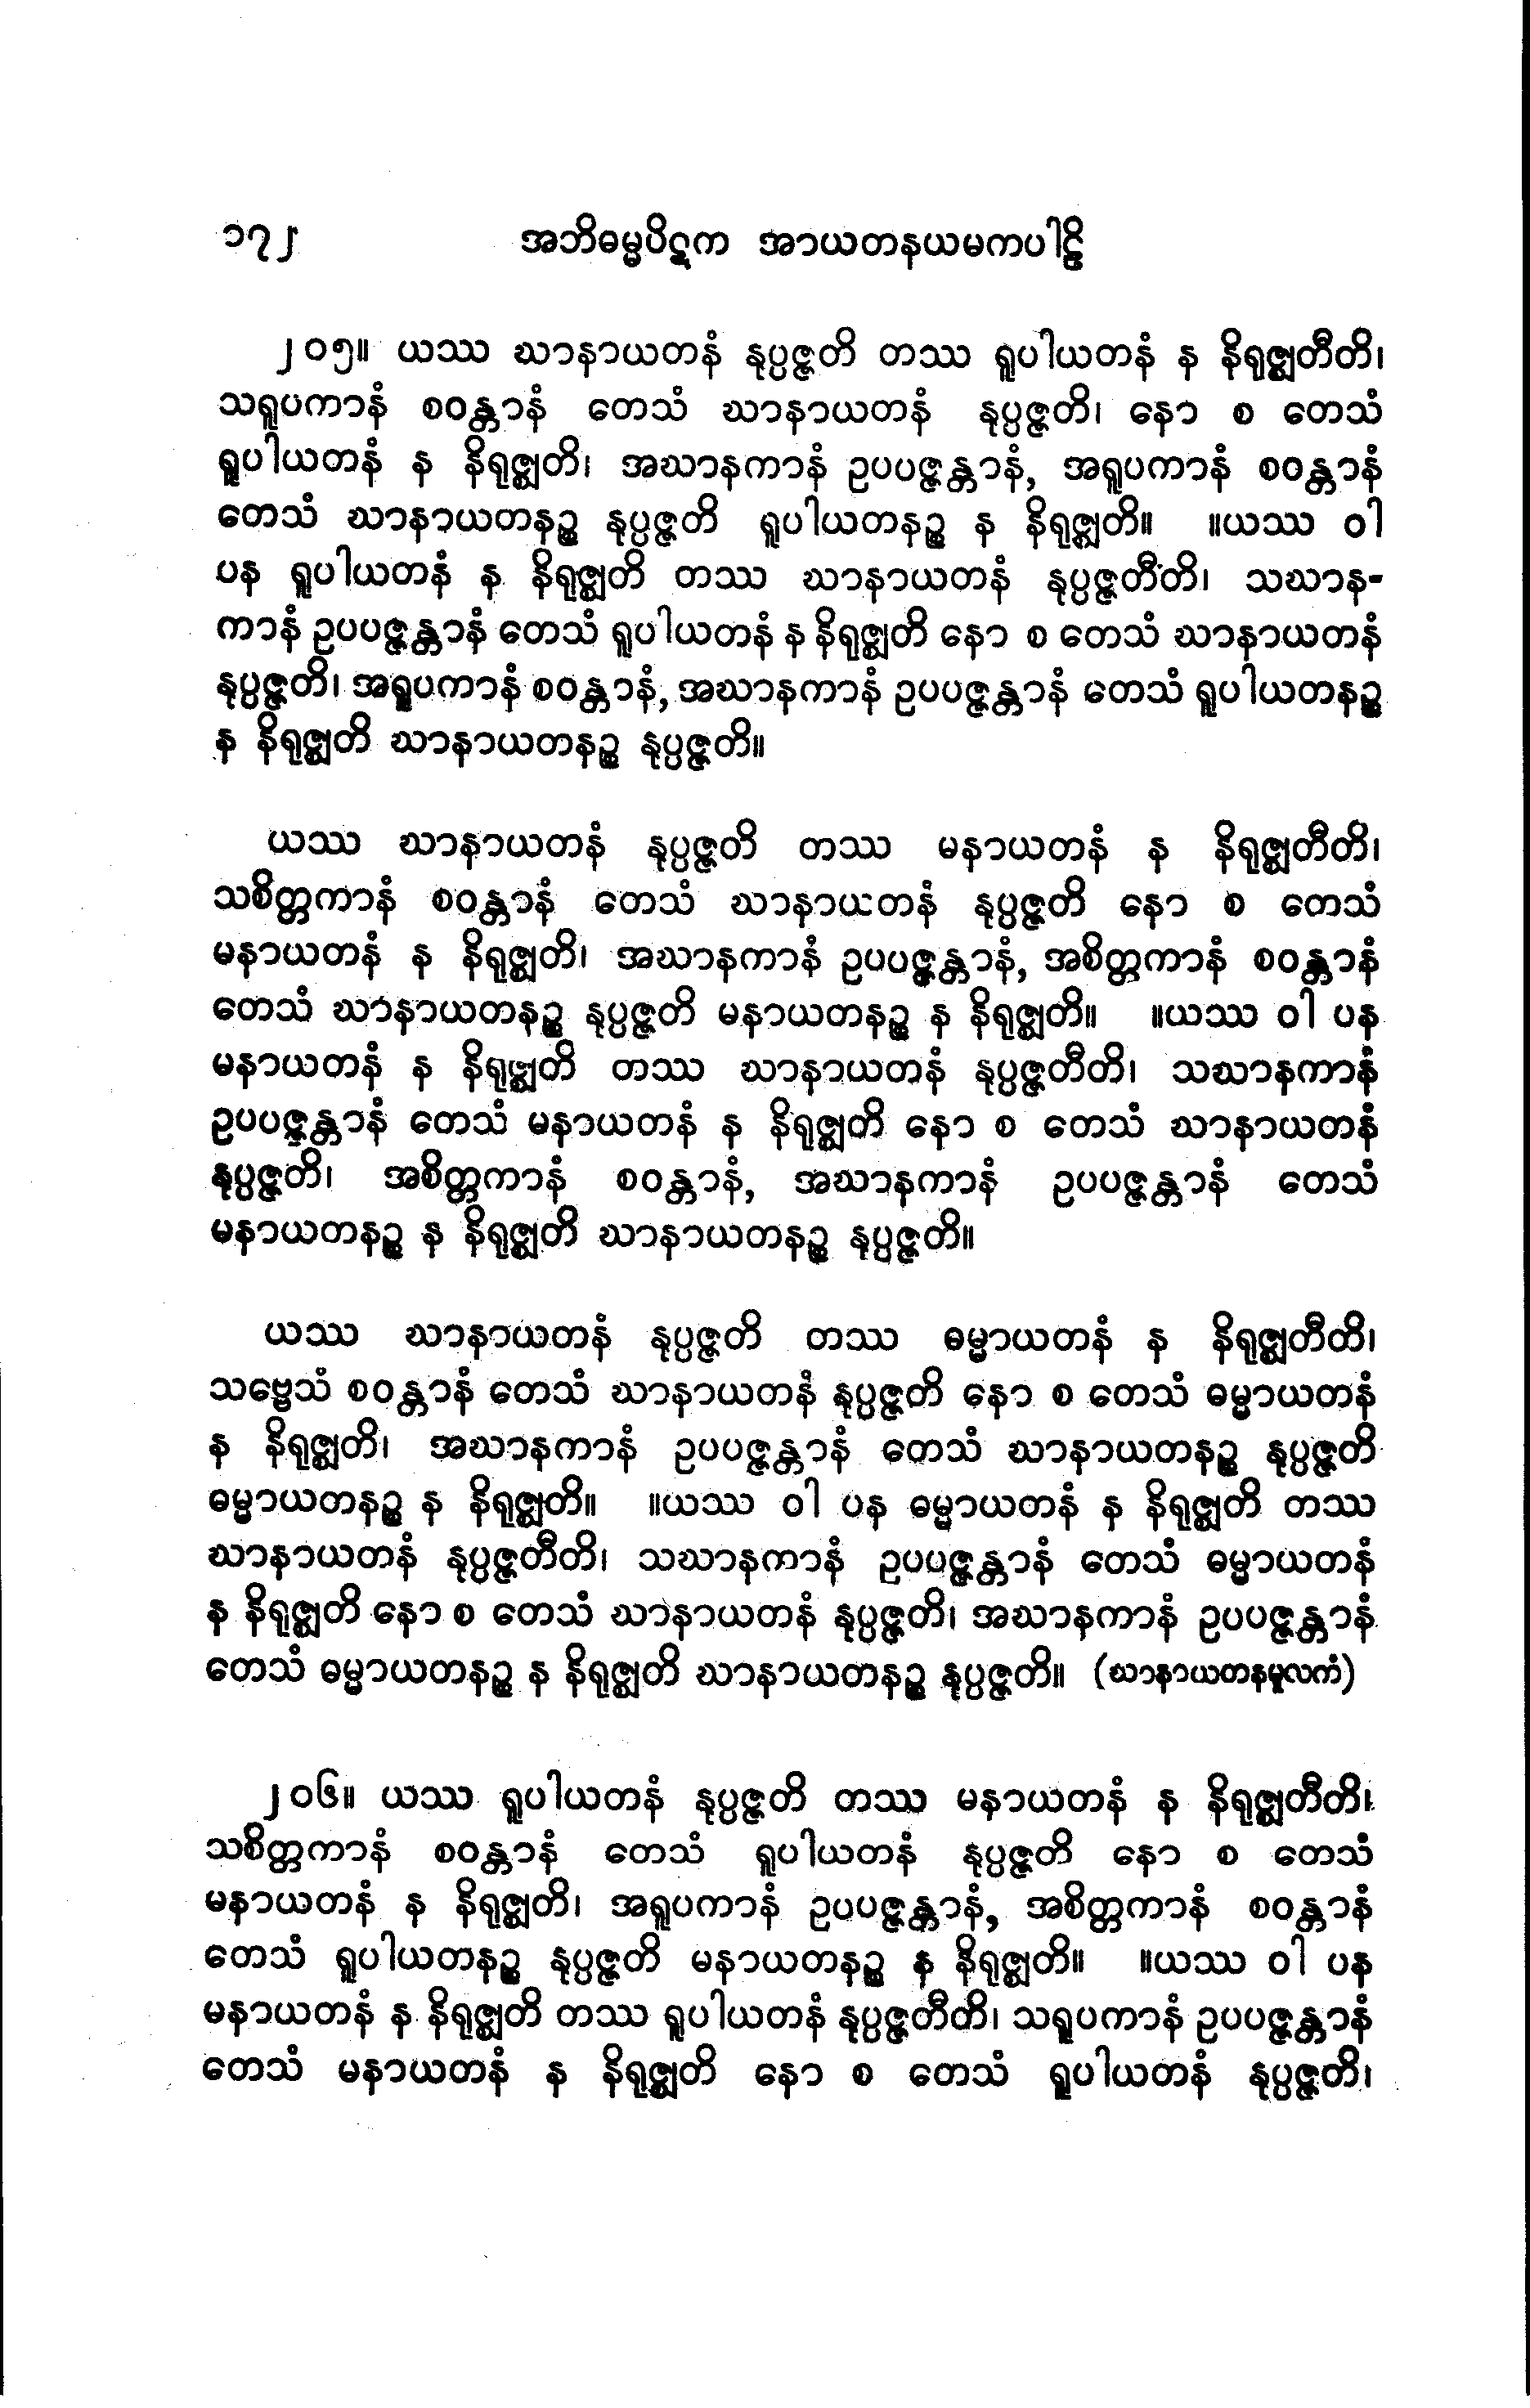 ၁၇၂ အဘိဓမ္မပိဋက အာယတနယမကပါဠိ
၂၀၅။ ယဿ ဃာနာယတနံ နုပ္ပဇ္ဇတိ တဿ ရူပါယတနံ န နိရုဇ္ဈတီတိ၊
သရူပကာနံ စဝန္တာနံ တေသံ ဃာနာယတနံ နုပ္ပဇ္ဇတိ၊ နော စ တေသံ
ရူပါယတနံ န နိရုဇ္ဈတိ၊ အဃာနကာနံ ဥပပဇ္ဇန္တာနံ, အရူပကာနံ စဝန္တာနံ
တေသံ ဃာနာယတနဉ္စ နုပ္ပဇ္ဇတိ ရူပါယတနဉ္စ န နိရုဇ္ဈတိ။ ။ယဿ ဝါ
ပန ရူပါယတနံ န နိရုဇ္ဈတိ တဿ ဃာနာယတနံ နုပ္ပဇ္ဇတီတိ၊ သဃာန-
ကာနံ ဥပပဇ္ဇန္တာနံ တေသံ ရူပါယတနံ န နိရုဇ္ဈတိ နော စ တေသံ ဃာနာယတနံ
နုပ္ပဇ္ဇတိ၊ အရူပကာနံ စဝန္တာနံ, အဃာနကာနံ ဥပပဇ္ဇန္တာနံ တေသံ ရူပါယတနဉ္စ
န နိရုဇ္ဈတိ ဃာနာယတနဉ္စ နုပ္ပဇ္ဇတိ။
ယဿ ဃာနာယတနံ နုပ္ပဇ္ဇတိ တဿ မနာယတနံ န နိရုဇ္ဈတီတိ၊
သစိတ္တကာနံ စဝန္တာနံ တေသံ ဃာနာယတနံ နုပ္ပဇ္ဇတိ နော စ တေသံ
မနာယတနံ န နိရုဇ္ဈတိ၊ အဃာနကာနံ ဥပပဇ္ဇန္တာနံ, အစိတ္တကာနံ စဝန္တာနံ
တေသံ ဃာနာယတနဉ္စ နုပ္ပဇ္ဇတိ မနာယတနဉ္စ န နိရုဇ္ဈတိ။ ။ယဿ ဝါ ပန
မနာယတနံ န နိရုဇ္ဈတိ တဿ ဃာနာယတနံ နုပ္ပဇ္ဇတီတိ၊ သဃာနကာနံ
ဥပပဇ္ဇန္တာနံ တေသံ မနာယတနံ န နိရုဇ္ဈတိ နော စ တေသံ ဃာနာယတနံ
နုပ္ပဇ္ဇတိ၊ အစိတ္တကာနံ စဝန္တာနံ, အဃာနကာနံ ဥပပဇ္ဇန္တာနံ တေသံ
မနာယတနဉ္စ န နိရုဇ္ဈတိ ဃာနာယတနဉ္စ နုပ္ပဇ္ဇတိ။
ယဿ ဃာနာယတနံ နုပ္ပဇ္ဇတိ တဿ ဓမ္မာယတနံ န နိရုဇ္ဈတီတိ၊
သဗ္ဗေသံ စဝန္တာနံ တေသံ ဃာနာယတနံ နုပ္ပဇ္ဇတိ နော စ တေသံ ဓမ္မာယတနံ
န နိရုဇ္ဈတိ၊ အဃာနကာနံ ဥပပဇ္ဇန္တာနံ တေသံ ဃာနာယတနဉ္စ နုပ္ပဇ္ဇတိ
ဓမ္မာယတနဉ္စ န နိရုဇ္ဈတိ။ ။ယဿ ဝါ ပန ဓမ္မာယတနံ န နိရုဇ္ဈတိ တဿ
ဃာနာယတနံ နုပ္ပဇ္ဇတီတိ၊ သဃာနကာနံ ဥပပဇ္ဇန္တာနံ တေသံ ဓမ္မာယတနံ
န နိရုဇ္ဈတိ နော စ တေသံ ဃာနာယတနံ နုပ္ပဇ္ဇတိ၊ အဃာနကာနံ ဥပပဇ္ဇန္တာနံ
တေသံ ဓမ္မာယတနဉ္စ န နိရုဇ္ဈတိ ဃာနာယတနဉ္စ နုပ္ပဇ္ဇတိ။ (ဃာနာယတနမူလကံ)
၂၀၆။ ယဿ ရူပါယတနံ နုပ္ပဇ္ဇတိ တဿ မနာယတနံ န နိရုဇ္ဈတီတိ၊
သစိတ္တကာနံ စဝန္တာနံ တေသံ ရူပါယတနံ နုပ္ပဇ္ဇတိ နော စ တေသံ
မနာယတနံ န နိရုဇ္ဈတိ၊ အရူပကာနံ ဥပပဇ္ဇန္တာနံ, အစိတ္တကာနံ စဝန္တာနံ
တေသံ ရူပါယတနဉ္စ နုပ္ပဇ္ဇတိ မနာယတနဉ္စ န နိရုဇ္ဈတိ။ ။ယဿ ဝါ ပန
မနာယတနံ န နိရုဇ္ဈတိ တဿ ရူပါယတနံ နုပ္ပဇ္ဇတီတိ၊ သရူပကာနံ ဥပပဇ္ဇန္တာနံ
တေသံ မနာယတနံ န နိရုဇ္ဈတိ နော စ တေသံ ရူပါယတနံ နုပ္ပဇ္ဇတိ၊